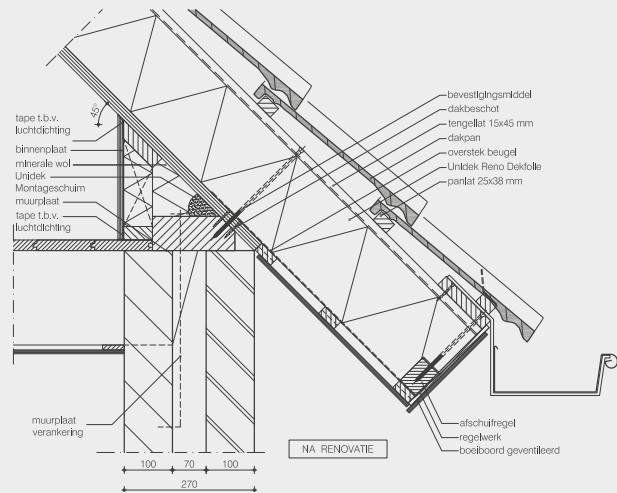 tape t.b.v.
luchtdichting
binnenplaat
minerale wol
Unidek
Montageschuim
muurplaat
tape t.b.v.
luchtdichting
45°
bevestigingsmiddel
dakbeschot
tengellat 15x45 mm
dakpan
overstek beugel
Unidek Reno Dekfolie
panlat 25x38 mm
muurplaat
verankering
afschuifregel
regelwerk
boeiboord geventileerd
NA RENOVATIE
100 70 100
270